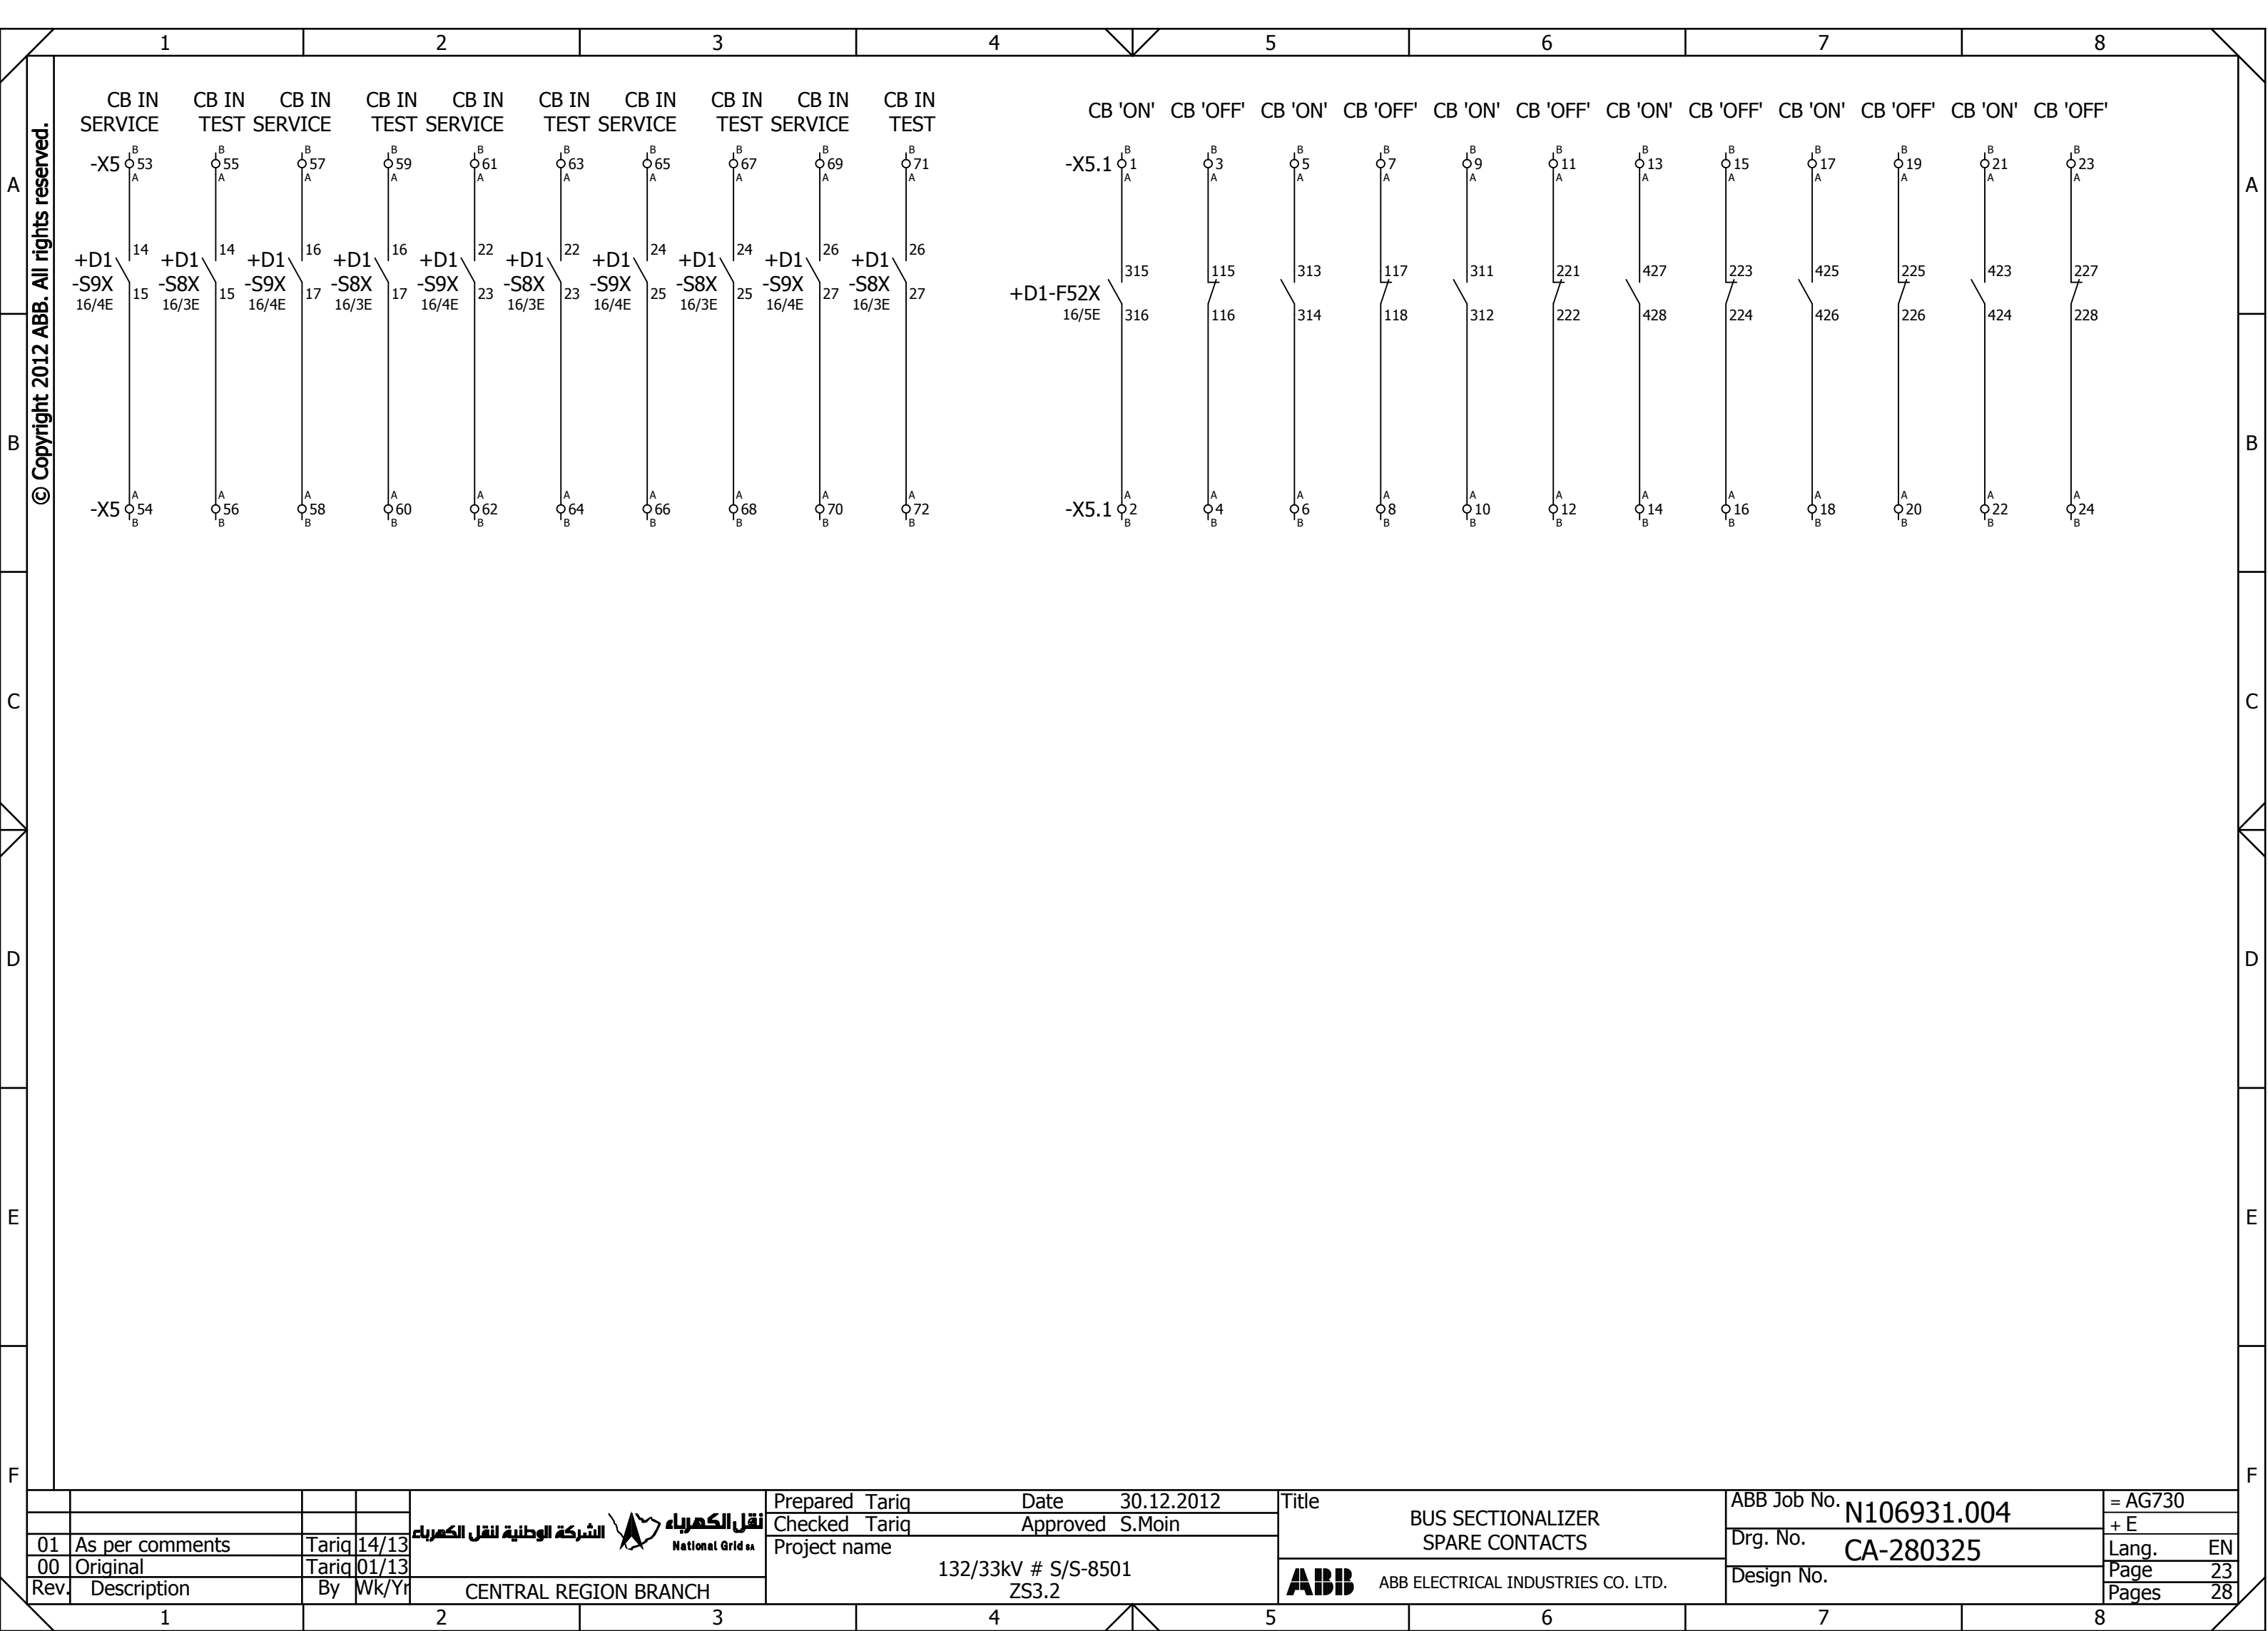 1 2 3 4 5 6 7 8
CB IN CB IN CB IN CB IN CB IN CB IN CB IN CB IN CB IN CB IN
SERVICE TEST SERVICE TEST SERVICE TEST SERVICE TEST SERVICE TEST
CB 'ON' CB 'OFF' CB 'ON' CB 'OFF' CB 'ON' CB 'OFF' CB 'ON' CB 'OFF' CB 'ON' CB 'OFF' CB 'ON' CB 'OFF'
B B B B B B B B B B B B B B B B B B B B B B
-X5 53 55 57 59 61 63 65 67 69 71
-X5.1 1 3 5 7 9 11 13 15 17 19 21 23
A A A A A A A A A A A A A A A A A A A A A A
A A
14 14 16 16 22 22 24 24 26 26
+D1 +D1 +D1 +D1 +D1 +D1 +D1 +D1 +D1 +D1
-S9X -S8X -S9X -S8X -S9X -S8X -S9X -S8X -S9X -S8X
15 15 17 17 23 23 25 25 27 27
16/4E 16/3E 16/4E 16/3E 16/4E 16/3E 16/4E 16/3E 16/4E 16/3E
315 115 313 117 311 221 427 223 425 225 423 227
+D1-F52X
16/5E
316 116 314 118 312 222 428 224 426 226 424 228
© Copyright 2012 ABB. All rights reserved.
B B
A A A A A A A A A A A A A A A A A A A A A A
-X5 54 56 58 60 62 64 66 68 70 72
-X5.1 2 4 6 8 10 12 14 16 18 20 22 24
B B B B B B B B B B B B B B B B B B B B B B
C C
D D
E E
F F
01 As per comments Tariq 14/13
00 Original Tariq 01/13
Rev. Description By Wk/Yr
الشركة الوطنية لنقل الكهرباء
نقل الكهرباء
National Grid SA
CENTRAL REGION BRANCH
Prepared Tariq Date 30.12.2012
Checked Tariq Approved S.Moin
Project name
132/33kV # S/S-8501
ZS3.2
Title
BUS SECTIONALIZER
SPARE CONTACTS
ABB ABB ELECTRICAL INDUSTRIES CO. LTD.
ABB Job No. N106931.004
Drg. No. CA-280325
Design No.
= AG730
+ E
Lang. EN
Page 23
Pages 28
1 2 3 4 5 6 7 8